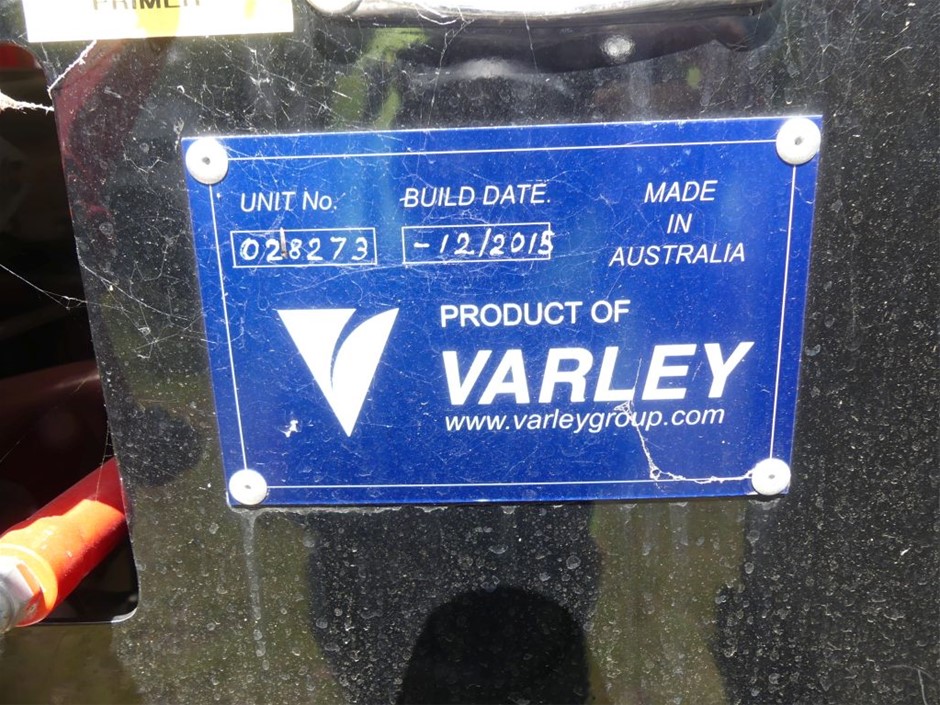 PRIMER
UNIT No.
028273
BUILD DATE.
-12/2015
MADE
IN
AUSTRALIA
PRODUCT OF
VARLEY
www.varleygroup.com